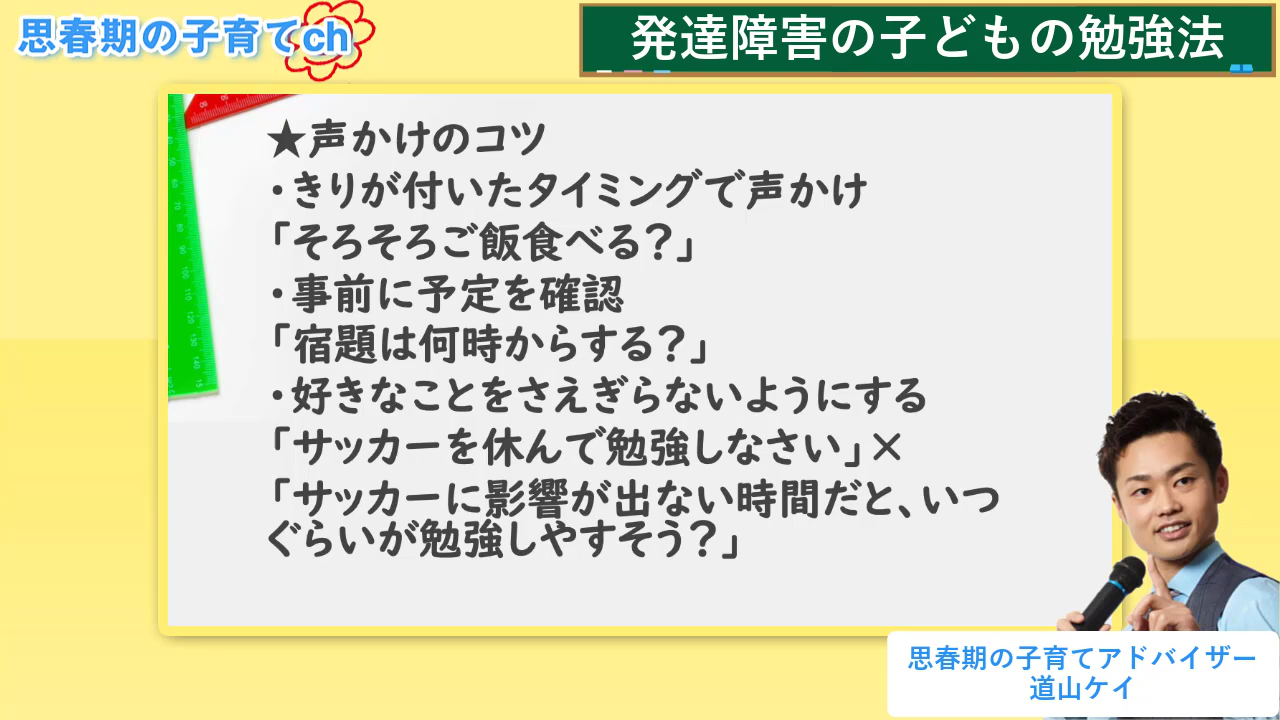 思春期の子育てch
発達障害の子どもの勉強法
★声かけのコツ
・きりが付いたタイミングで声かけ
「そろそろご飯食べる？」
・事前に予定を確認
「宿題は何時からする？」
・好きなことをさえぎらないようにする
「サッカーを休んで勉強しなさい」×
「サッカーに影響が出ない時間だと、いつ
ぐらいが勉強しやすそう？」
思春期の子育てアドバイザー
道山ケイ